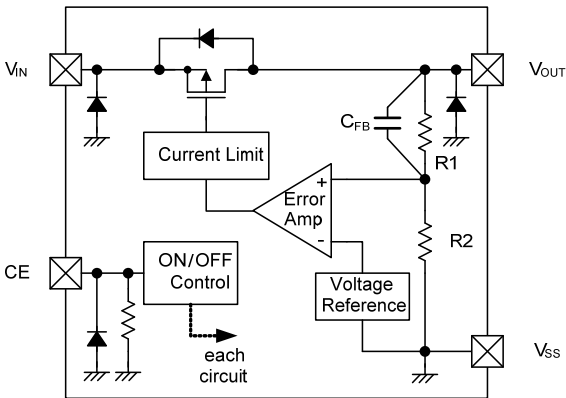 VIN
VOUT
CFB
Current Limit
R1
+
Error
Amp
-
R2
CE
ON/OFF
Control
Voltage
Reference
each
circuit
VSS